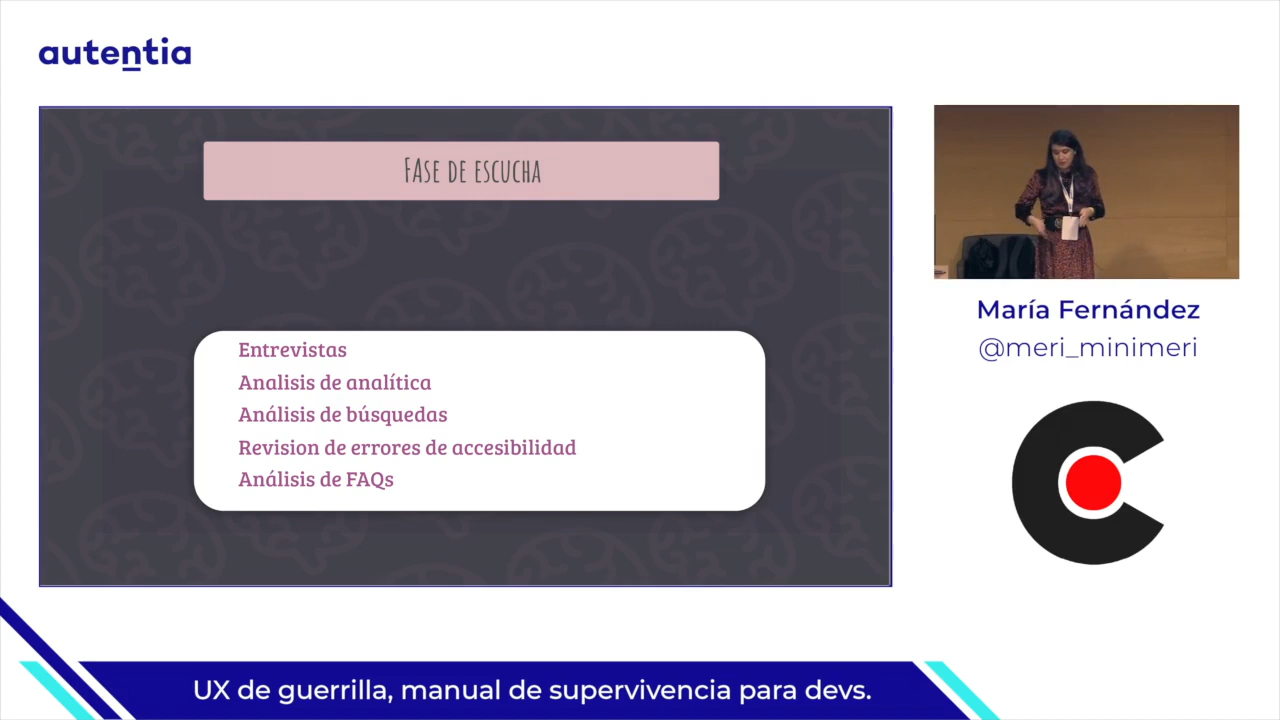 autentia
FASE DE ESCUCHA
Entrevistas
Analisis de analítica
Análisis de búsquedas
Revision de errores de accesibilidad
Análisis de FAQs
María Fernández
@meri_minimeri
UX de guerrilla, manual de supervivencia para devs.